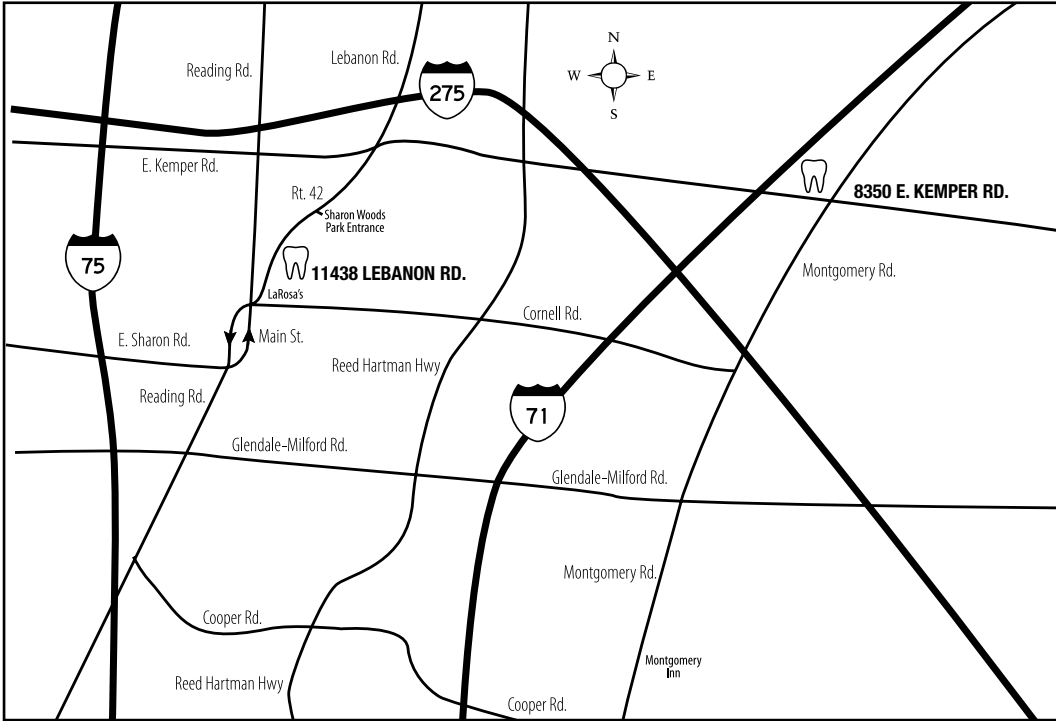 Lebanon Rd.
Reading Rd.
N
W
E
S
275
E. Kemper Rd.
Rt. 42
8350 E. KEMPER RD.
Sharon Woods
Park Entrance
75
11438 LEBANON RD.
Montgomery Rd.
LaRosa's
Cornell Rd.
E. Sharon Rd.
Main St.
Reed Hartman Hwy
Reading Rd.
71
Glendale-Milford Rd.
Glendale-Milford Rd.
Montgomery Rd.
Cooper Rd.
Montgomery
Inn
Reed Hartman Hwy
Cooper Rd.